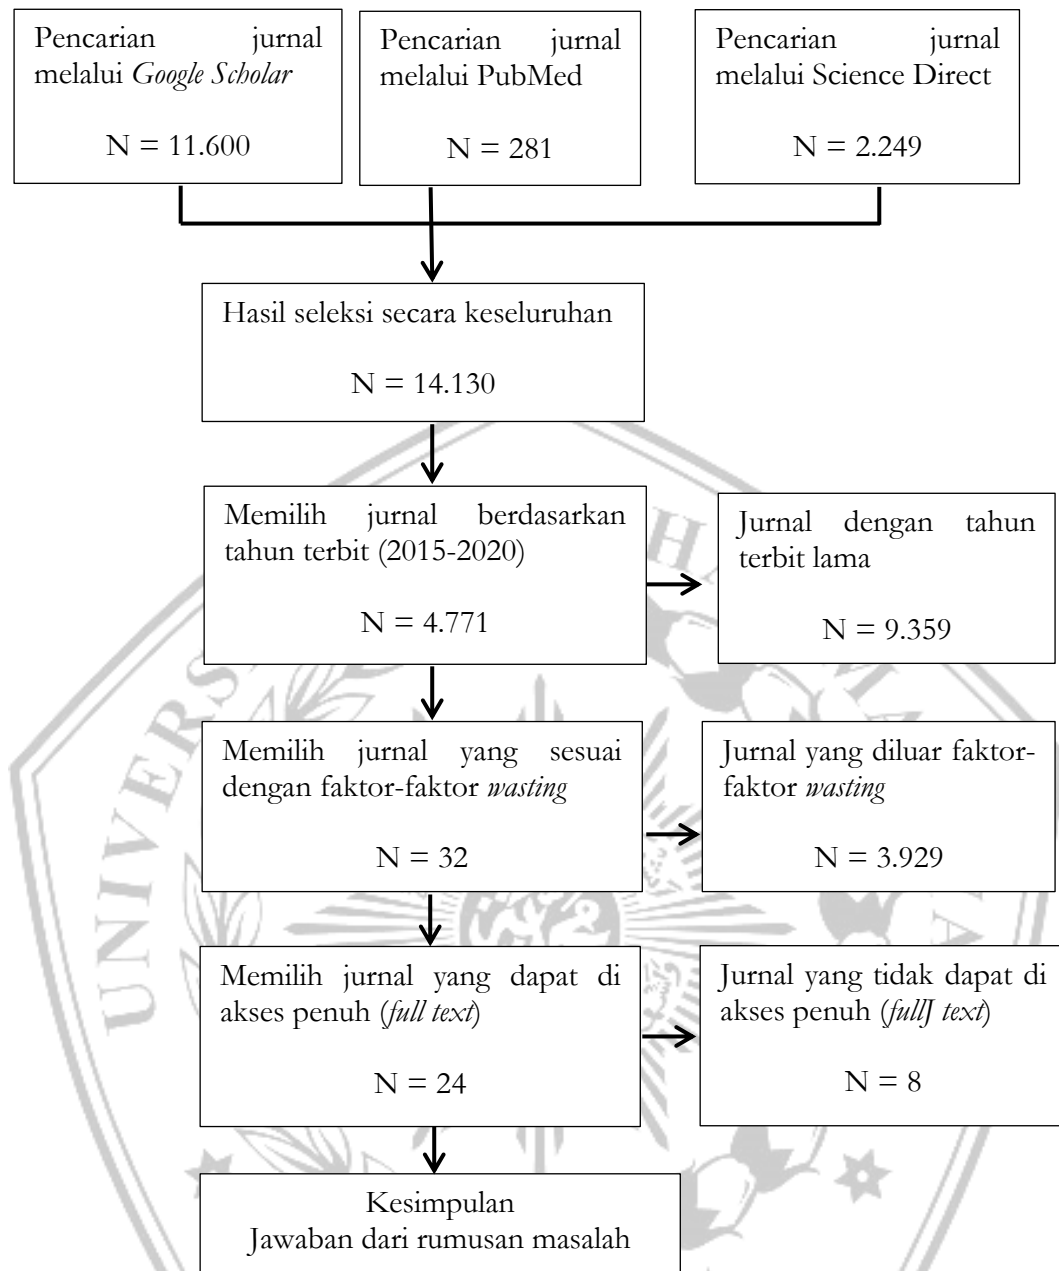 Pencarian jurnal
melalui Google Scholar
N = 11.600
Pencarian jurnal
melalui PubMed
N = 281
Pencarian jurnal
melalui Science Direct
N = 2.249
Hasil seleksi secara keseluruhan
N = 14.130
Memilih jurnal berdasarkan
tahun terbit (2015-2020)
N = 4.771
Jurnal dengan tahun
terbit lama
N = 9.359
Memilih jurnal yang sesuai
dengan faktor-faktor wasting
N = 32
Jurnal yang diluar faktor-
faktor wasting
N = 3.929
Memilih jurnal yang dapat di
akses penuh (full text)
N = 24
Jurnal yang tidak dapat di
akses penuh (fullJ text)
N = 8
Kesimpulan
Jawaban dari rumusan masalah